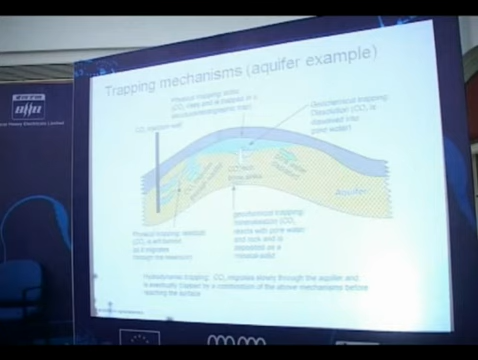 Trapping mechanisms (aquifer example)
Physical trapping: static
(CO2 rises and is trapped in a
structural/stratigraphic trap)
Geochemical trapping:
Dissolution (CO2 is
dissolved into
pore water)
CO2 injection well
Aquifer
Physical trapping: residual
(CO2 is left behind
as it migrates
through the reservoir)
geochemical trapping:
mineralisation (CO2
reacts with pore water
and rock and is
deposited as a
mineral solid
Hydrodynamic trapping: CO2 migrates slowly through the aquifer and
is eventually trapped by a combination of the above mechanisms before
reaching the surface
Heavy Electricals Limited